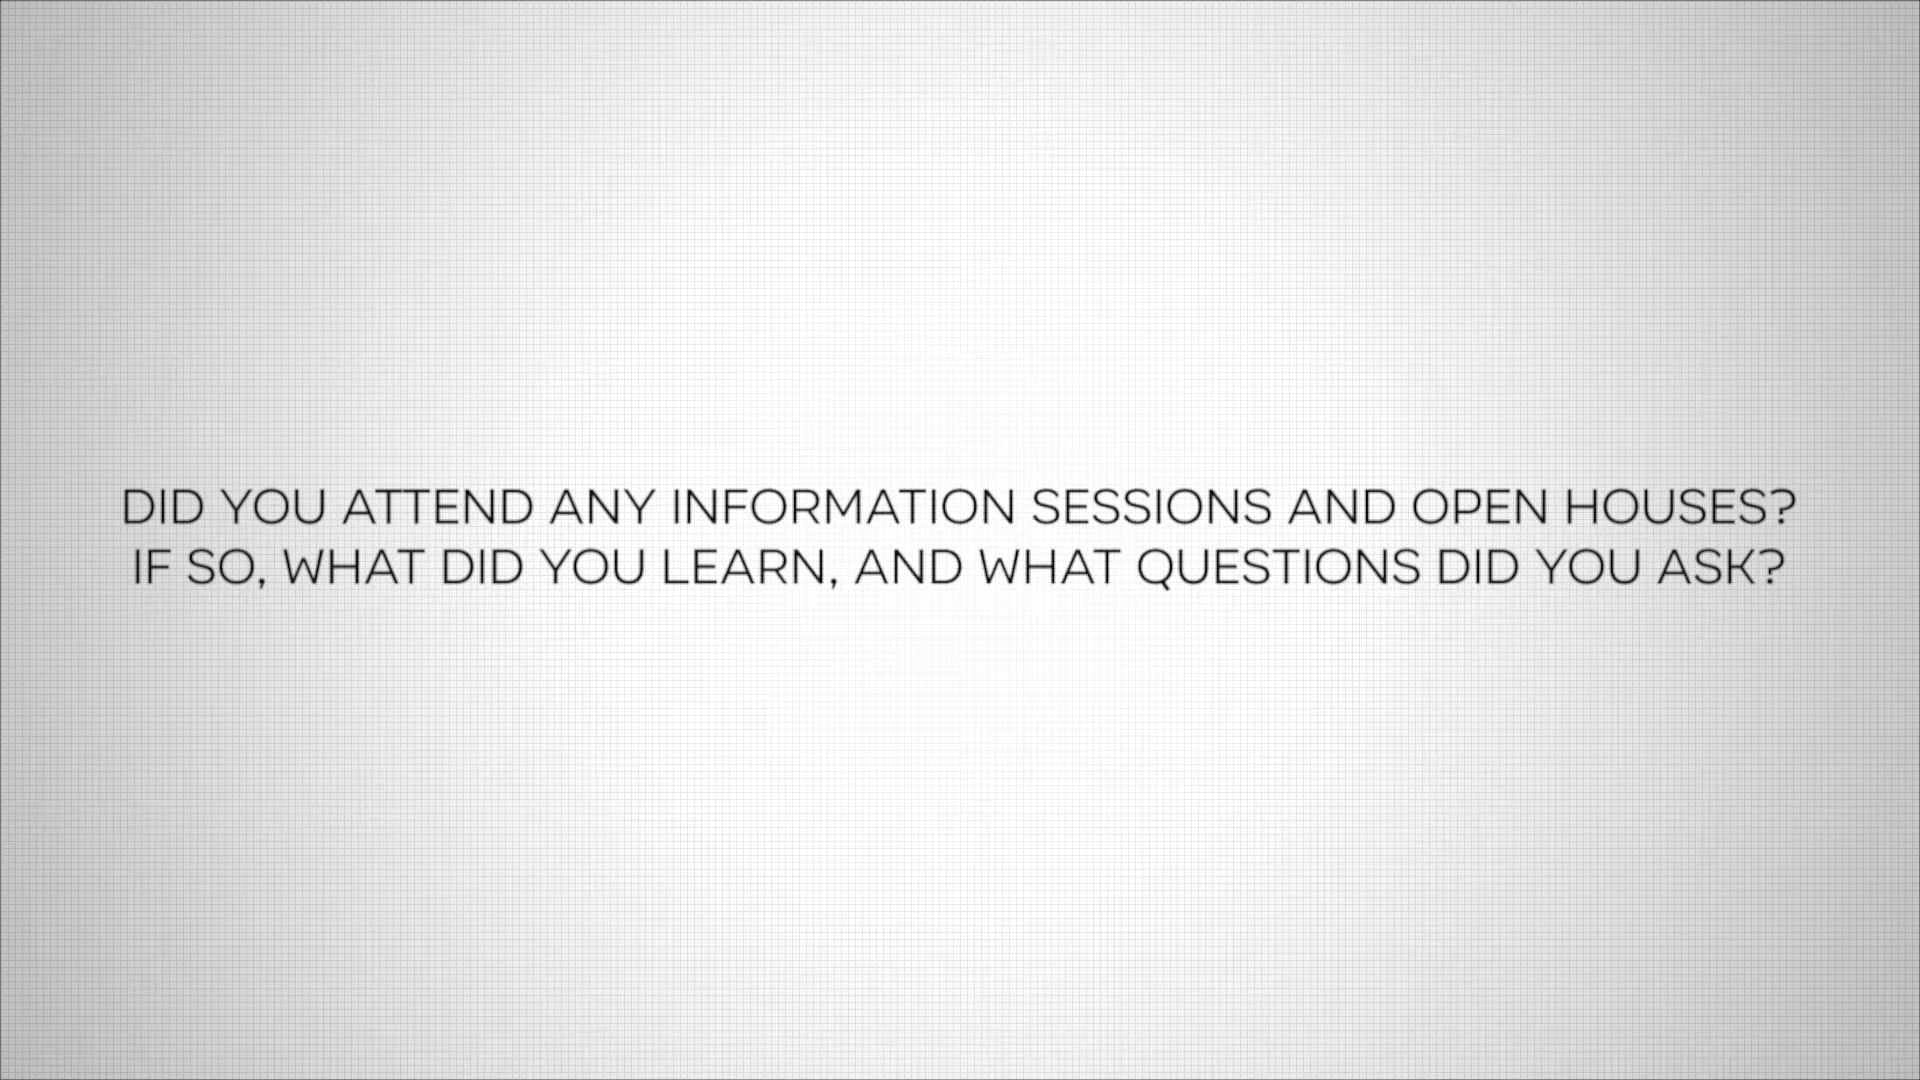 DID YOU ATTEND ANY INFORMATION SESSIONS AND OPEN HOUSES?
IF SO, WHAT DID YOU LEARN, AND WHAT QUESTIONS DID YOU ASK?